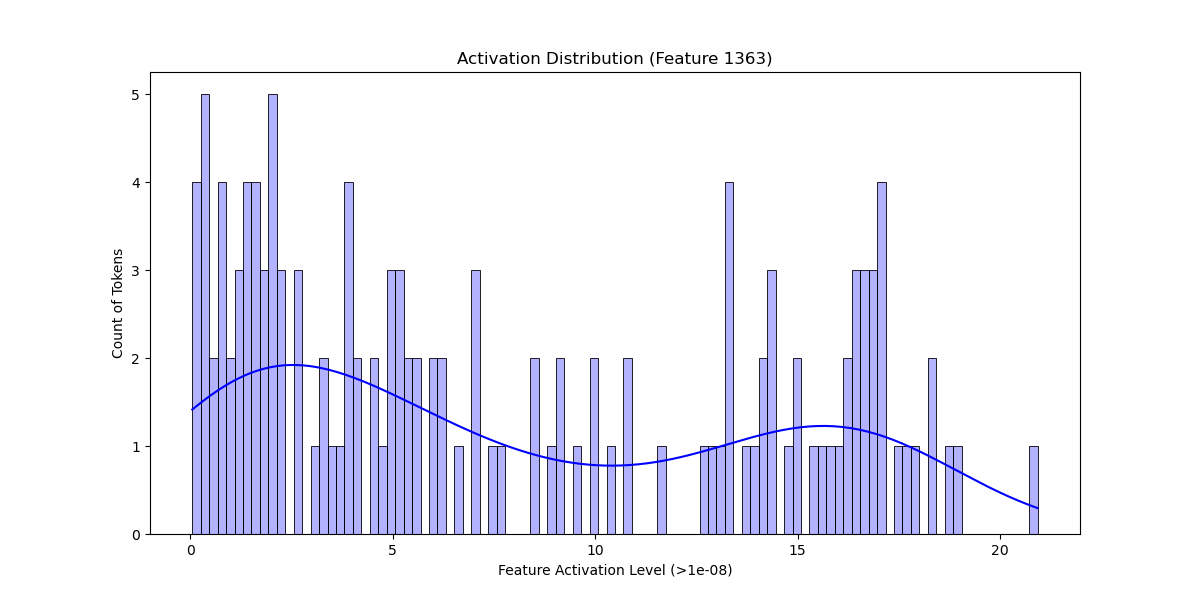 Activation Distribution (Feature 1363)
Count of Tokens
5
4
3
2
1
0
0 5 10 15 20
Feature Activation Level (>1e-08)